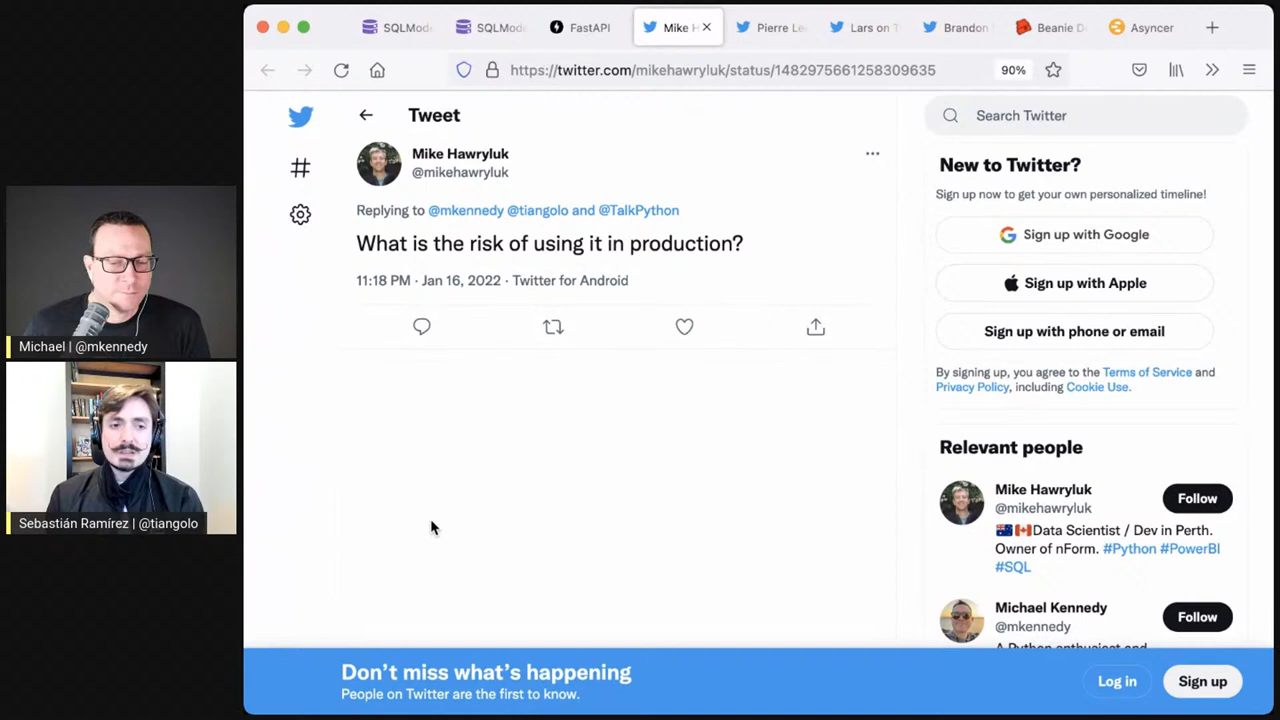 SQLMode
SQLMode
FastAPI
Mike H
Pierre Le
Lars on T
Brandon
Beanie D
Asyncer
https://twitter.com/mikehawryluk/status/1482975661258309635
90%
Tweet
Mike Hawryluk
@mikehawryluk
Replying to @mkennedy @tiangolo and @TalkPython
What is the risk of using it in production?
11:18 PM · Jan 16, 2022 · Twitter for Android
Search Twitter
New to Twitter?
Sign up now to get your own personalized timeline!
Sign up with Google
Sign up with Apple
Sign up with phone or email
By signing up, you agree to the Terms of Service and
Privacy Policy, including Cookie Use.
Relevant people
Mike Hawryluk
@mikehawryluk
Follow
Data Scientist / Dev in Perth.
Owner of nForm. #Python #PowerBI
#SQL
Michael Kennedy
@mkennedy
Follow
A Python enthusiast and
Don't miss what's happening
People on Twitter are the first to know.
Log in
Sign up
Michael | @mkennedy
Sebastián Ramírez | @tiangolo